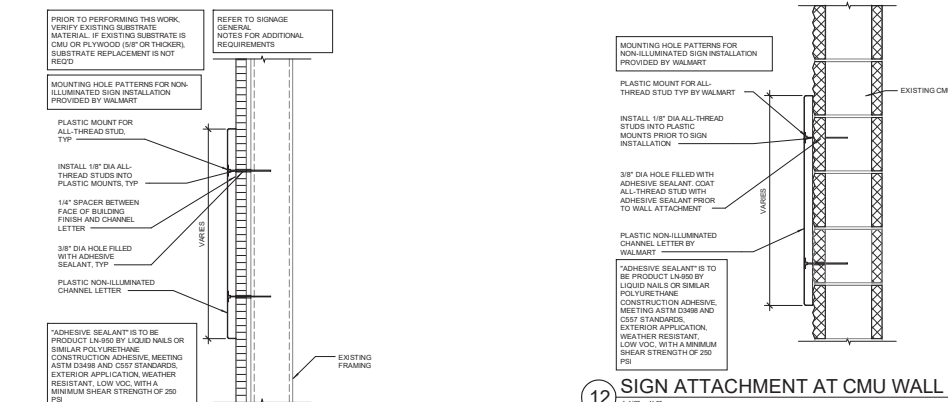 PRIOR TO PERFORMING THIS WORK,
VERIFY EXISTING SUBSTRATE
MATERIAL. IF EXISTING SUBSTRATE IS
CMU OR PLYWOOD (5/8" OR THICKER),
SUBSTRATE REPLACEMENT IS NOT
REQ'D
REFER TO SIGNAGE
GENERAL
NOTES FOR ADDITIONAL
REQUIREMENTS
MOUNTING HOLE PATTERNS FOR NON-
ILLUMINATED SIGN INSTALLATION
PROVIDED BY WALMART
PLASTIC MOUNT FOR
ALL-THREAD STUD,
TYP
INSTALL 1/8" DIA ALL-
THREAD STUDS INTO
PLASTIC MOUNTS, TYP
1/4" SPACER BETWEEN
FACE OF BUILDING
FINISH AND CHANNEL
LETTER
3/8" DIA HOLE FILLED
WITH ADHESIVE
SEALANT, TYP
PLASTIC NON-ILLUMINATED
CHANNEL LETTER
VARIES
"ADHESIVE SEALANT" IS TO BE
PRODUCT LN-950 BY LIQUID NAILS OR
SIMILAR POLYURETHANE
CONSTRUCTION ADHESIVE, MEETING
ASTM D3498 AND C557 STANDARDS,
EXTERIOR APPLICATION, WEATHER
RESISTANT, LOW VOC, WITH A
MINIMUM SHEAR STRENGTH OF 250
PSI
EXISTING
FRAMING
MOUNTING HOLE PATTERNS FOR
NON-ILLUMINATED SIGN INSTALLATION
PROVIDED BY WALMART
PLASTIC MOUNT FOR ALL-
THREAD STUD TYP BY WALMART
INSTALL 1/8" DIA ALL-THREAD
STUDS INTO PLASTIC
MOUNTS PRIOR TO SIGN
INSTALLATION
3/8" DIA HOLE FILLED WITH
ADHESIVE SEALANT. COAT
ALL-THREAD STUD WITH
ADHESIVE SEALANT PRIOR
TO WALL ATTACHMENT
PLASTIC NON-ILLUMINATED
CHANNEL LETTER BY
WALMART
VARIES
EXISTING CMU
"ADHESIVE SEALANT" IS TO
BE PRODUCT LN-950 BY
LIQUID NAILS OR SIMILAR
POLYURETHANE
CONSTRUCTION ADHESIVE,
MEETING ASTM D3498 AND
C557 STANDARDS,
EXTERIOR APPLICATION,
WEATHER RESISTANT,
LOW VOC, WITH A MINIMUM
SHEAR STRENGTH OF 250
PSI
12 SIGN ATTACHMENT AT CMU WALL